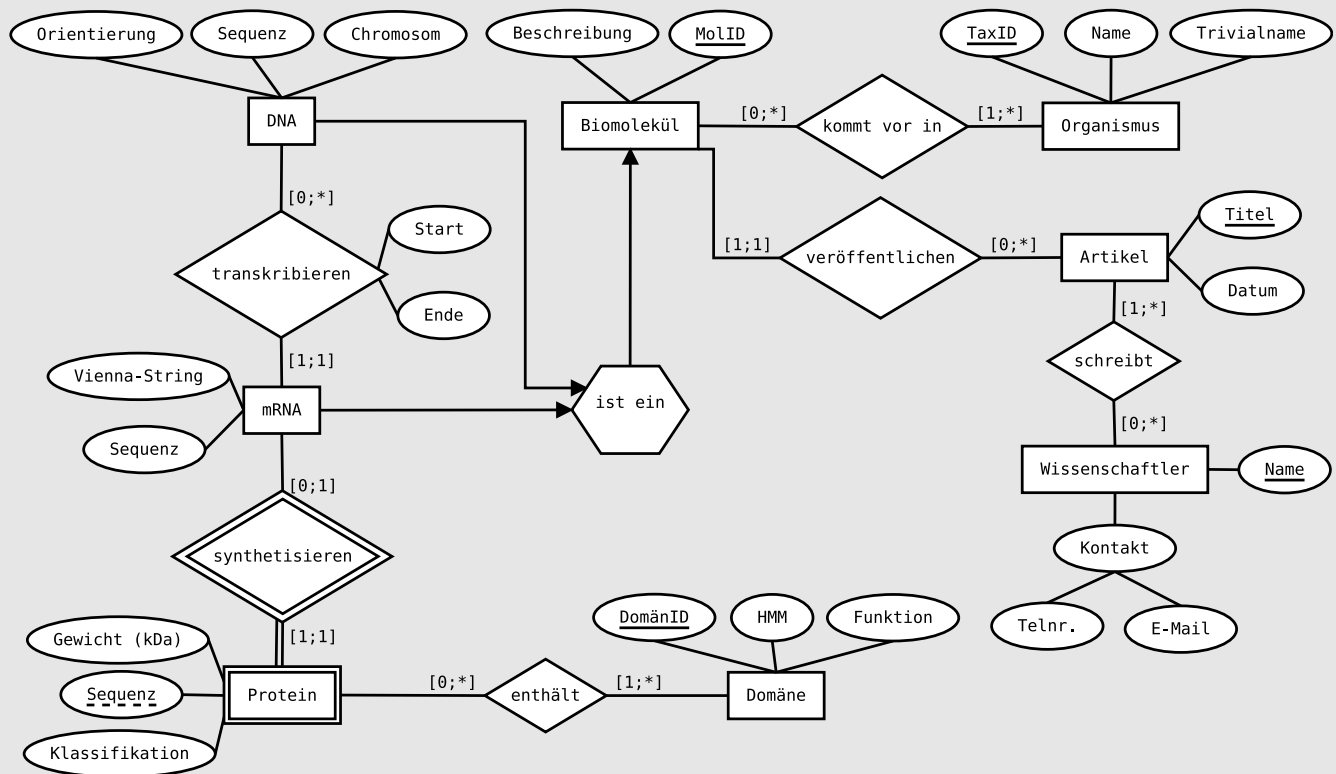 Orientierung
Sequenz
Chromosom
Beschreibung
MolID
TaxID
Name
Trivialname
DNA
Biomolekül
[0;*]
kommt vor in
[1;*]
Organismus
[0;*]
Start
transkribieren
Ende
[1;1]
[1;1]
veröffentlichen
[0;*]
Artikel
Titel
Datum
[1;*]
schreibt
[0;*]
Vienna-String
mRNA
Sequenz
ist ein
Wissenschaftler
Name
Kontakt
Telnr.
E-Mail
[0;1]
synthetisieren
[1;1]
Gewicht (kDa)
Sequenz
Klassifikation
Protein
[0;*]
enthält
[1;*]
DomänID
HMM
Funktion
Domäne